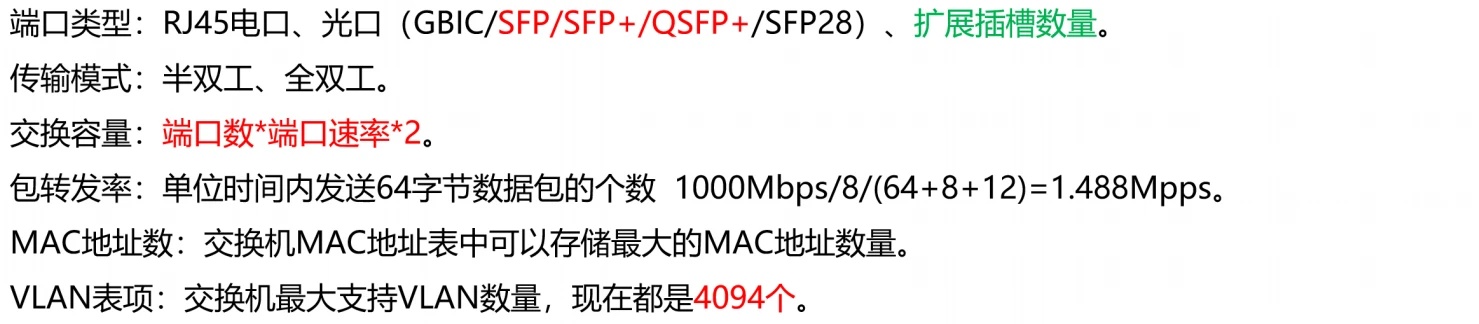 端口类型：RJ45电口、光口（GBIC/SFP/SFP+/QSFP+/SFP28）、扩展插槽数量。
传输模式：半双工、全双工。
交换容量：端口数*端口速率*2。
包转发率：单位时间内发送64字节数据包的个数 1000Mbps/8/(64+8+12)=1.488Mpps。
MAC地址数：交换机MAC地址表中可以存储最大的MAC地址数量。
VLAN表项：交换机最大支持VLAN数量，现在都是4094个。